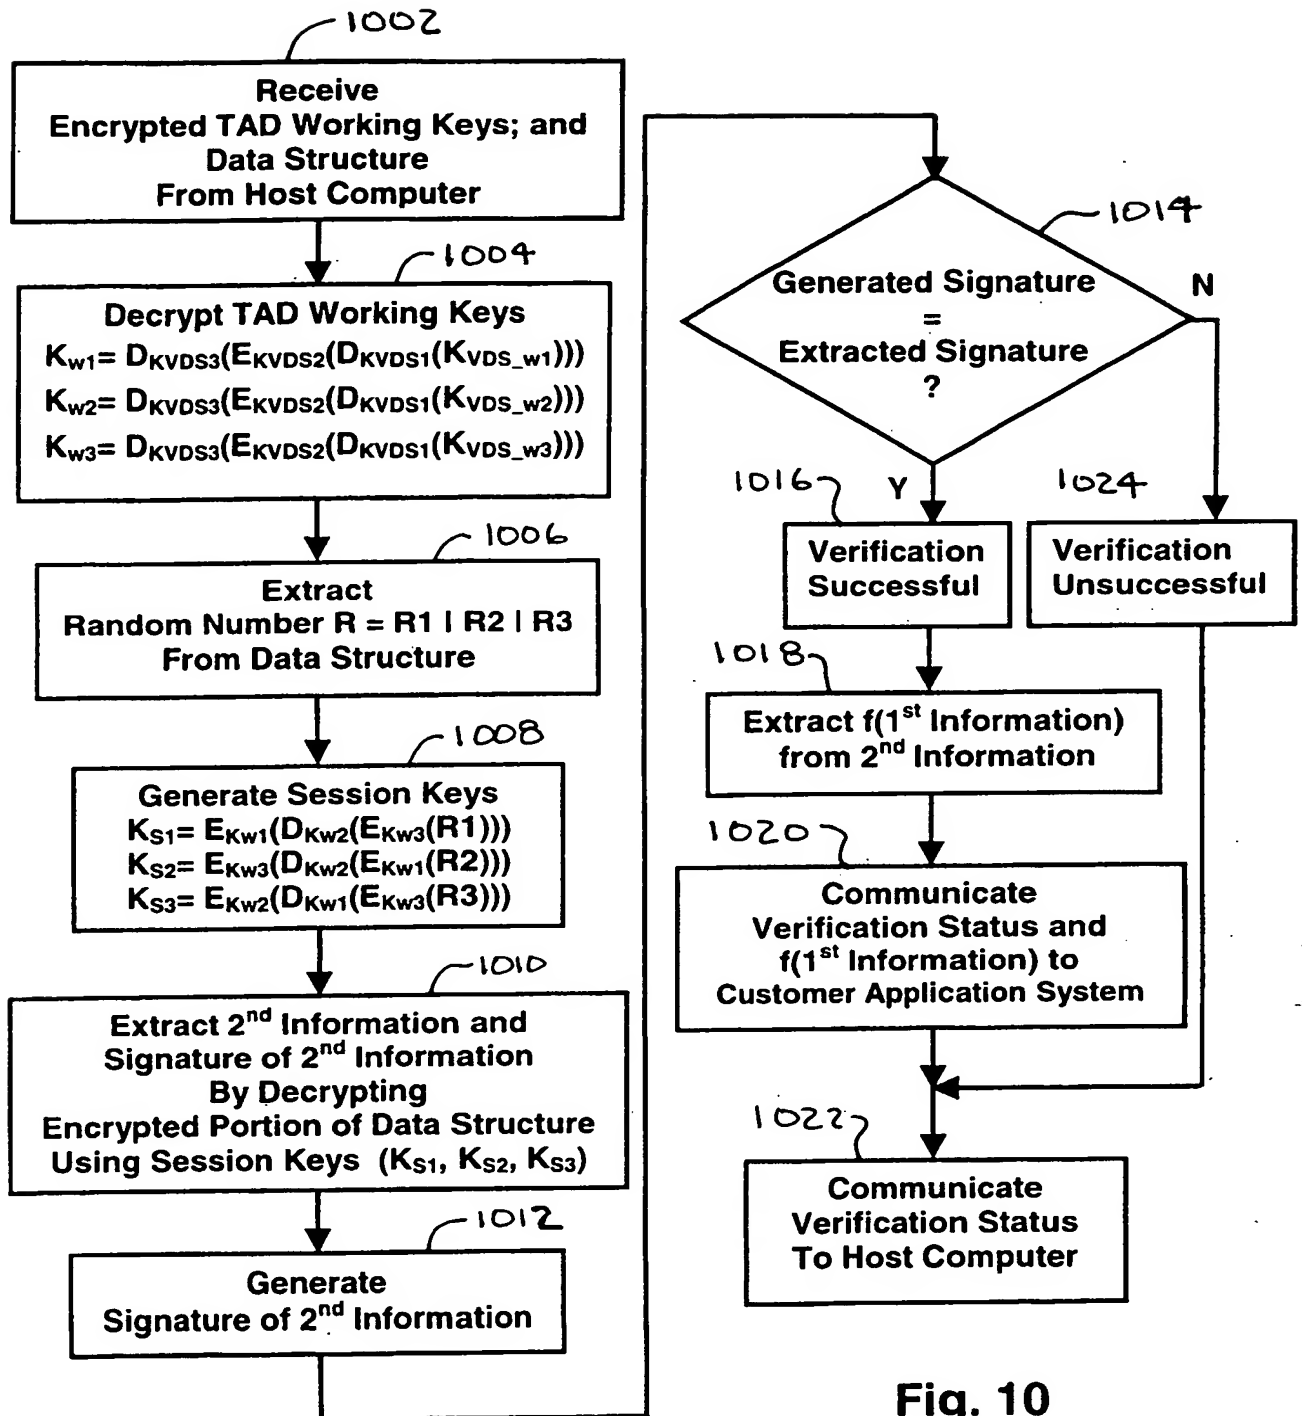 1002
Receive
Encrypted TAD Working Keys; and
Data Structure
From Host Computer
1004
Decrypt TAD Working Keys
Kw1= DKVDS3(EKVDS2(DKVDS1(KVDS_w1)))
Kw2= DKVDS3(EKVDS2(DKVDS1(KVDS_w2)))
Kw3= DKVDS3(EKVDS2(DKVDS1(KVDS_w3)))
1006
Extract
Random Number R = R1 | R2 | R3
From Data Structure
1008
Generate Session Keys
KS1= EKw1(DKw2(EKw3(R1)))
KS2= EKw3(DKw2(EKw1(R2)))
KS3= EKw2(DKw1(EKw3(R3)))
1010
Extract 2nd Information and
Signature of 2nd Information
By Decrypting
Encrypted Portion of Data Structure
Using Session Keys (KS1, KS2, KS3)
1012
Generate
Signature of 2nd Information
1014
Generated Signature
=
Extracted Signature
?
N
Y
1016
Verification
Successful
1024
Verification
Unsuccessful
1018
Extract f(1st Information)
from 2nd Information
1020
Communicate
Verification Status and
f(1st Information) to
Customer Application System
1022
Communicate
Verification Status
To Host Computer
Fig. 10